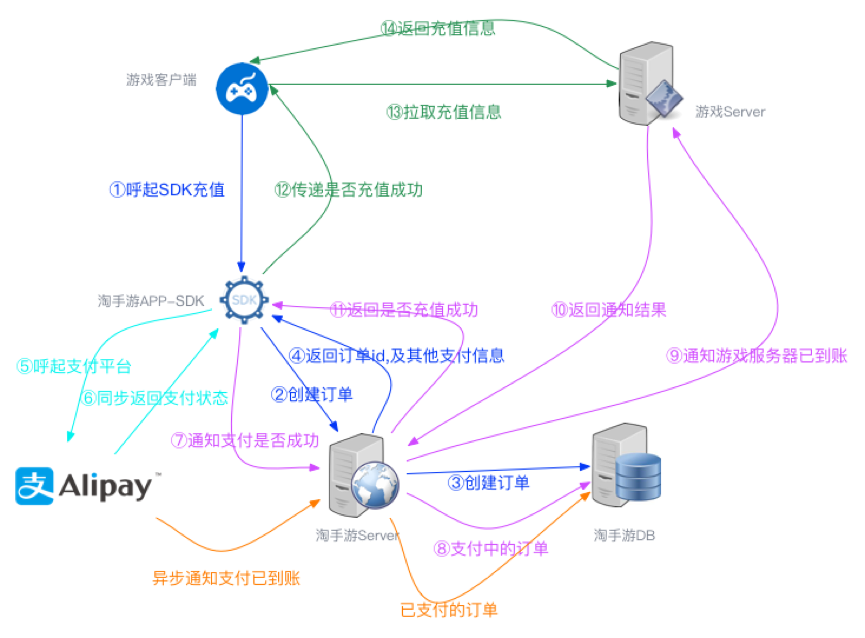 ⑭返回充值信息
游戏客户端
⑬拉取充值信息
游戏Server
①呼起SDK充值
⑫传递是否充值成功
淘手游APP-SDK
SDK
⑪返回是否充值成功
⑩返回通知结果
④返回订单id,及其他支付信息
⑨通知游戏服务器已到账
⑤呼起支付平台
⑥同步返回支付状态
②创建订单
⑦通知支付是否成功
支 Alipay™
③创建订单
淘手游Server
淘手游DB
⑧支付中的订单
异步通知支付已到账
已支付的订单